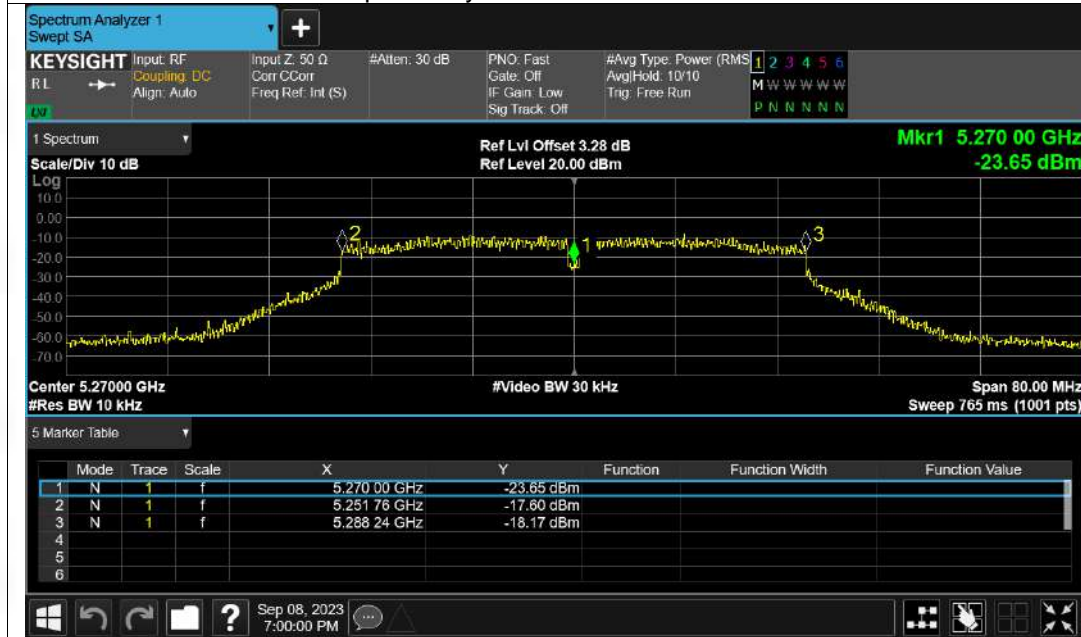 Spectrum Analyzer 1
Swept SA
+
KEYSIGHT Input: RF Input Z: 50 Ω #Atten: 30 dB PNO: Fast #Avg Type: Power (RMS 1 2 3 4 5 6
RL Coupling: DC Corr CCorr Gate: Off Avg|Hold: 10/10 M W W W W W
Align: Auto Freq Ref: Int (S) IF Gain: Low Trig: Free Run
LXI Sig Track: Off P N N N N N
1 Spectrum Ref Lvl Offset 3.28 dB Mkr1 5.270 00 GHz
Scale/Div 10 dB Ref Level 20.00 dBm -23.65 dBm
Log
10.0
0.00
-10.0 2 1 3
-20.0
-30.0
-40.0
-50.0
-60.0
-70.0
Center 5.27000 GHz #Video BW 30 kHz Span 80.00 MHz
#Res BW 10 kHz Sweep 765 ms (1001 pts)
5 Marker Table
Mode Trace Scale X Y Function Function Width Function Value
1 N 1 f 5.270 00 GHz -23.65 dBm
2 N 1 f 5.251 76 GHz -17.60 dBm
3 N 1 f 5.288 24 GHz -18.17 dBm
4
5
6
? Sep 08, 2023
7:00:00 PM